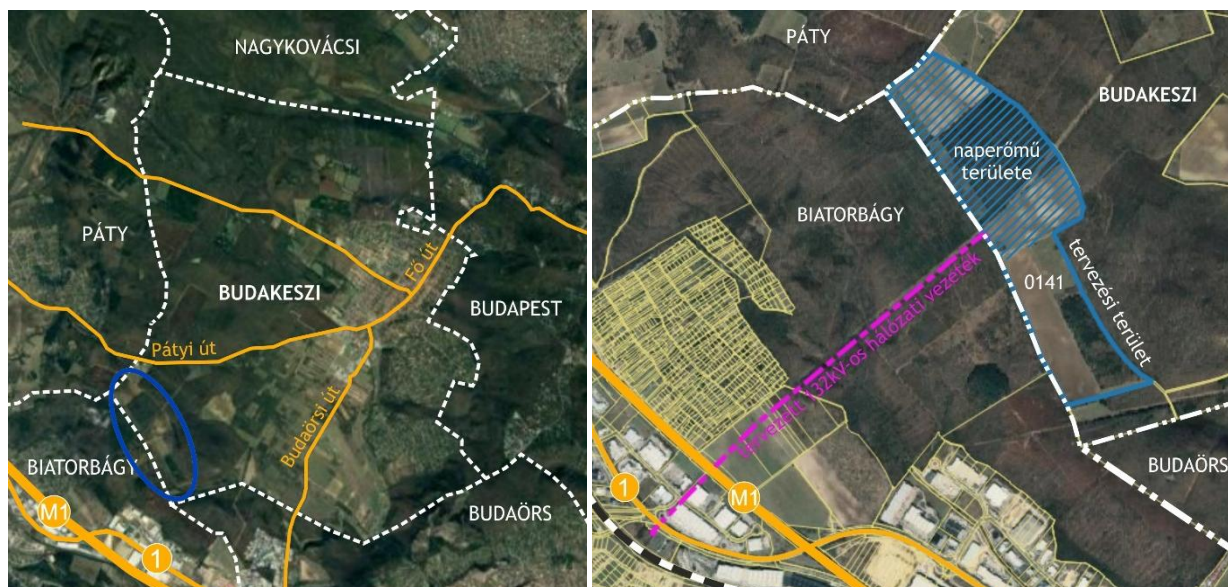 NAGYKOVÁCSI
PÁTY
BUDAKESZI
Fő út
BUDAPEST
Pátyi út
Budaörsi út
BIATORBÁGY
BUDAÖRS
M1
1
PÁTY
BUDAKESZI
naperőmű
területe
BIATORBÁGY
0141
tervezési terület
tervezett 132kV-os hálózati vezeték
BUDAÖRS
1
M1